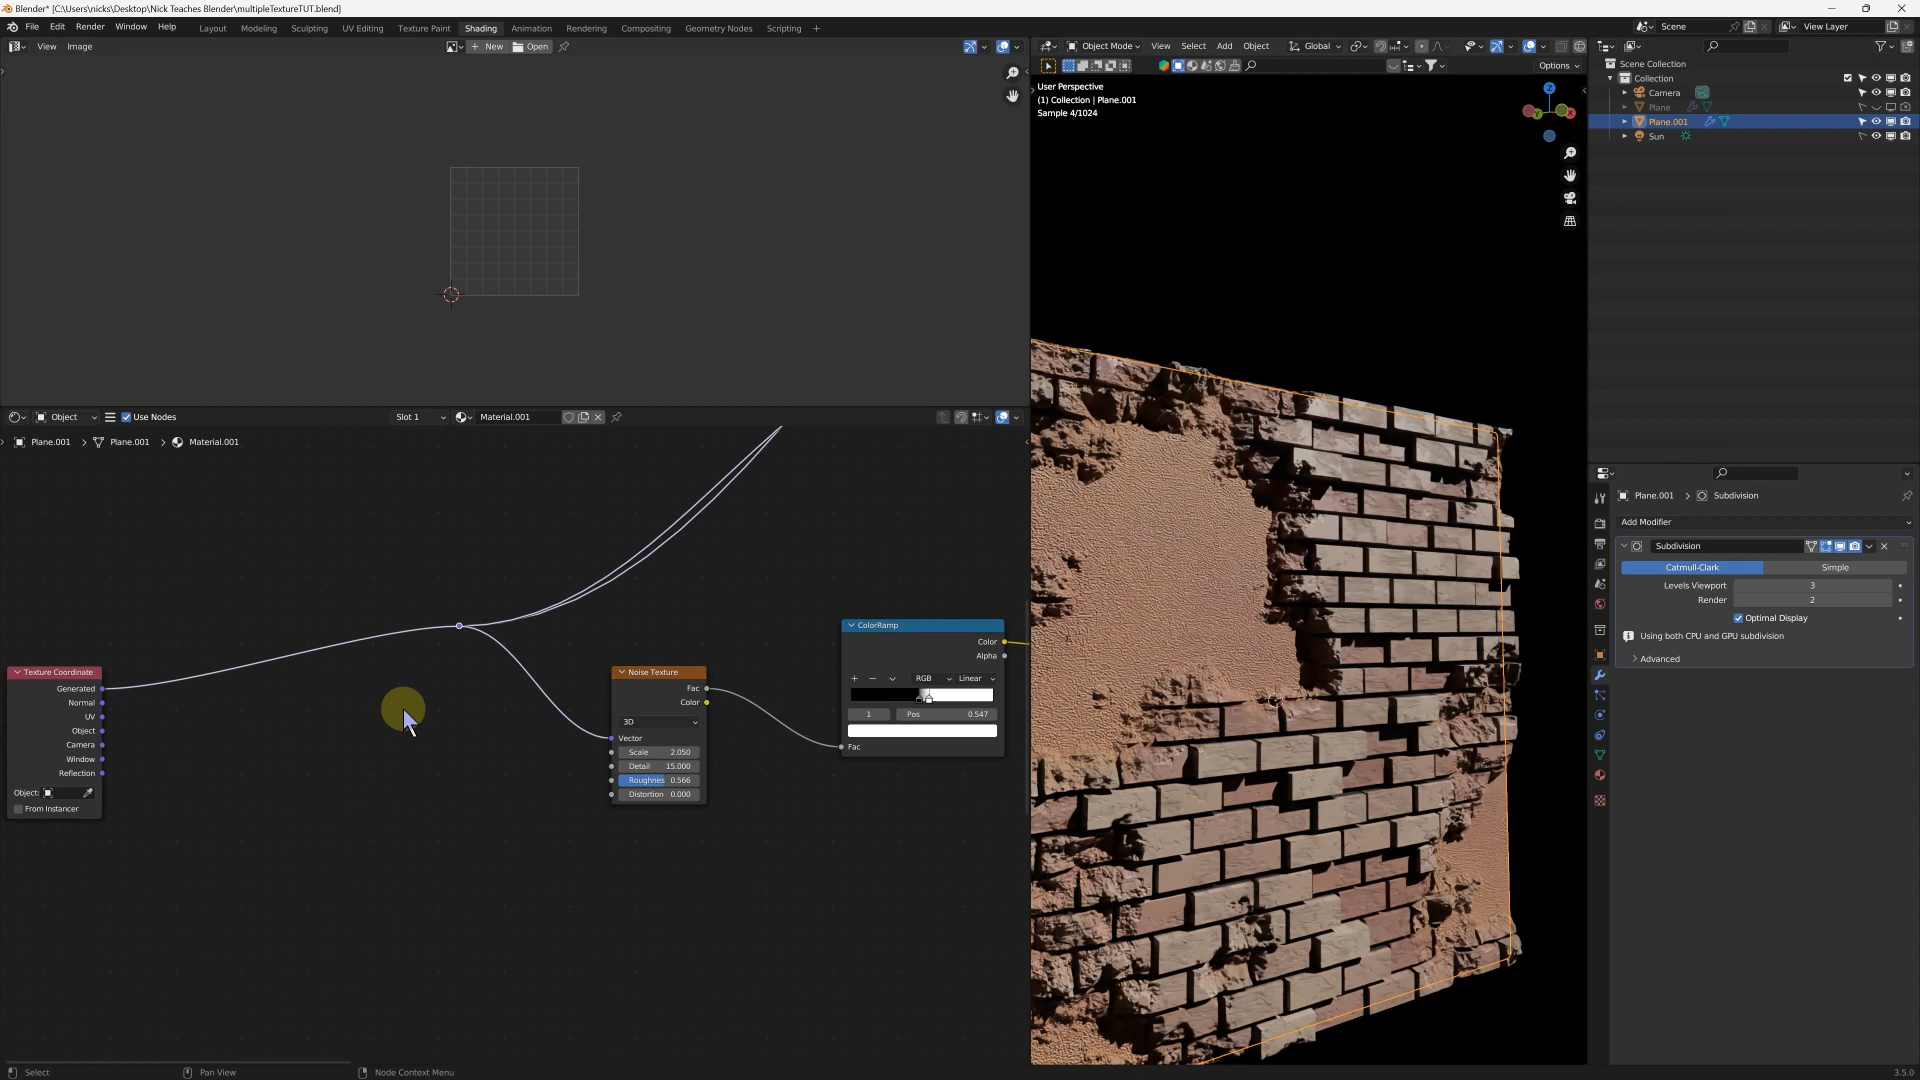 Blender* [C:\Users\nicks\Desktop\Nick Teaches Blender\multipleTextureTUT.blend]
File Edit Render Window Help
Layout Modeling Sculpting UV Editing Texture Paint Shading Animation Rendering Compositing Geometry Nodes Scripting +
Scene
View Layer
View Image
+ New Open
Object Mode View Select Add Object Global
Options
User Perspective
(1) Collection | Plane.001
Sample 4/1024
Z
Y
X
Scene Collection
Collection
Camera
Plane
Plane.001
Sun
Object Use Nodes Slot 1 Material.001
Plane.001 > Plane.001 > Material.001
Texture Coordinate
Generated
Normal
UV
Object
Camera
Window
Reflection
Object:
From Instancer
Noise Texture
Fac
Color
3D
Vector
Scale 2.050
Detail 15.000
Roughnes 0.566
Distortion 0.000
ColorRamp
Color
Alpha
+ − RGB Linear
1 Pos 0.547
Fac
Plane.001 > Subdivision
Add Modifier
Subdivision
Catmull-Clark Simple
Levels Viewport 3
Render 2
Optimal Display
Using both CPU and GPU subdivision
Advanced
Select Pan View Node Context Menu
3.5.0